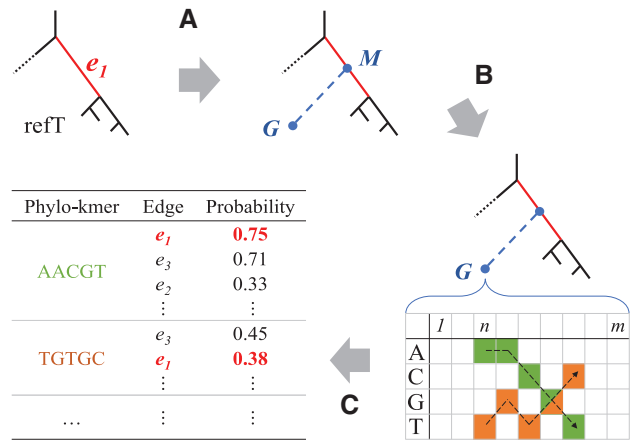 A
e1
refT
M
G
B
G
Phylo-kmer Edge Probability
AACGT
e1 0.75
e3 0.71
e2 0.33
⋮ ⋮
TGTGC
e3 0.45
e1 0.38
⋮ ⋮
... ⋮ ⋮
C
1 n m
A
C
G
T